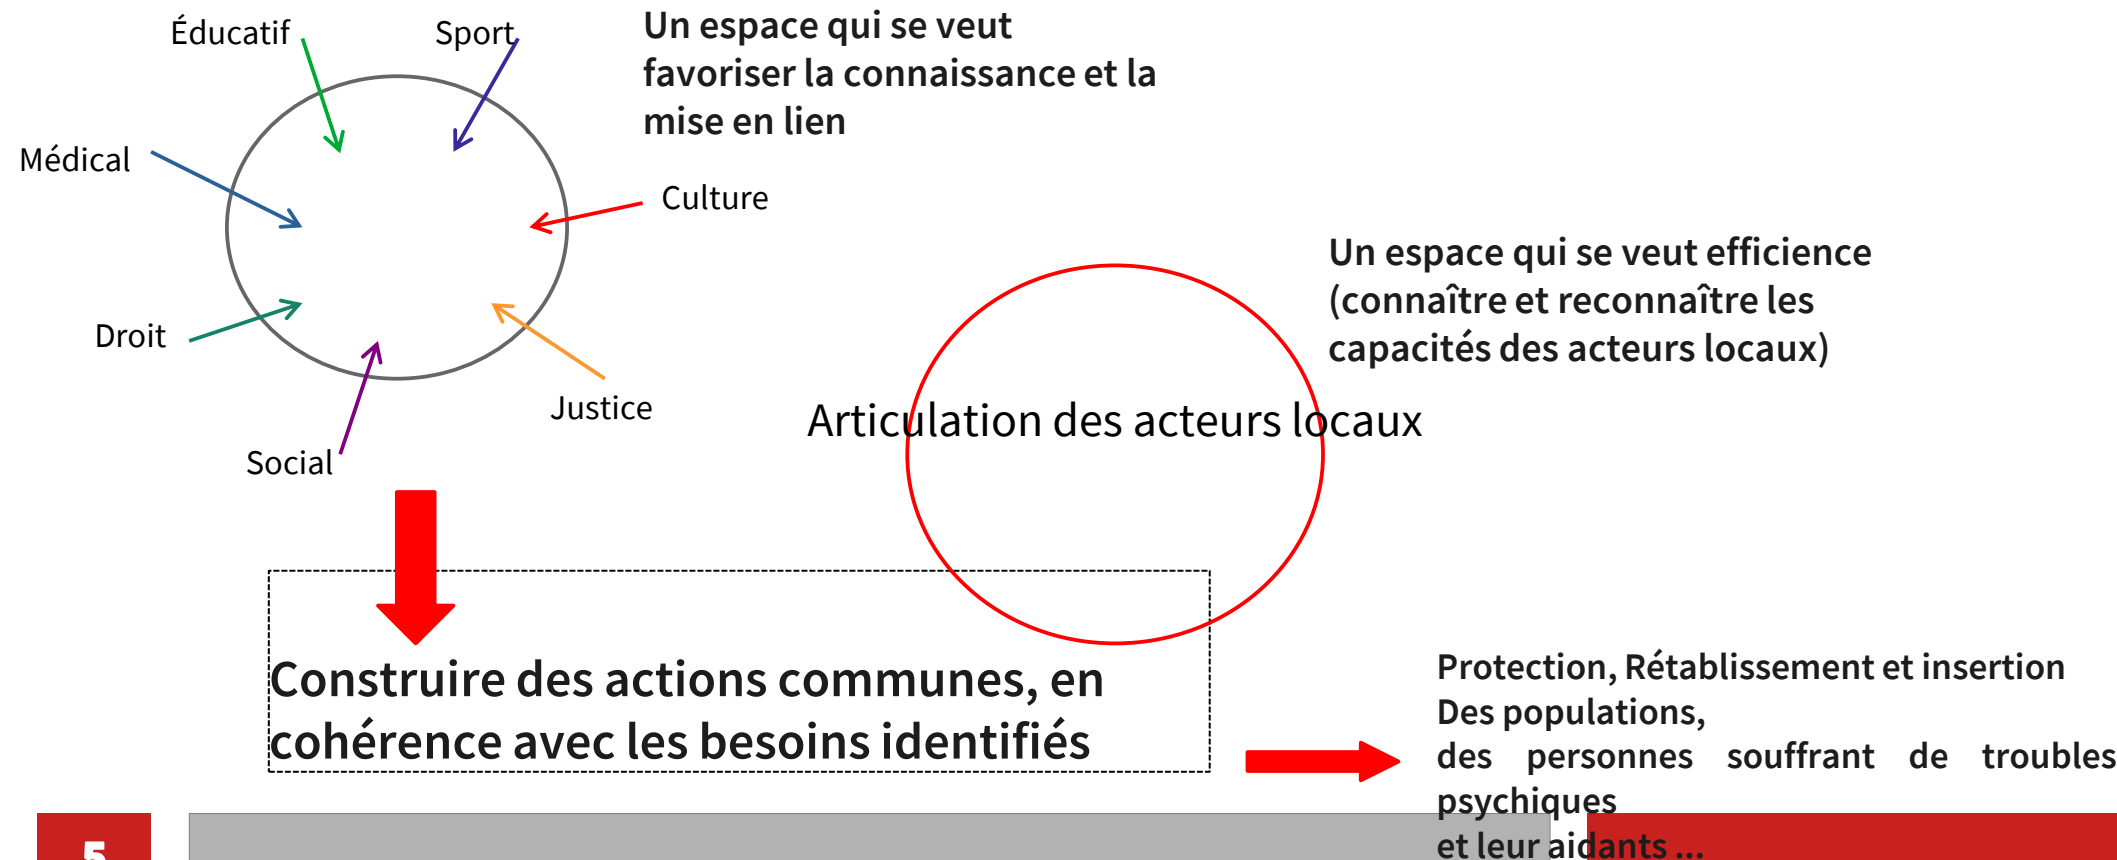 Éducatif
Sport
Un espace qui se veut
favoriser la connaissance et la
mise en lien
Médical
Culture
Un espace qui se veut efficience
(connaître et reconnaître les
capacités des acteurs locaux)
Droit
Justice
Articulation des acteurs locaux
Social
Construire des actions communes, en
cohérence avec les besoins identifiés
Protection, Rétablissement et insertion
Des populations,
des personnes souffrant de troubles
psychiques
et leur aidants ...
5